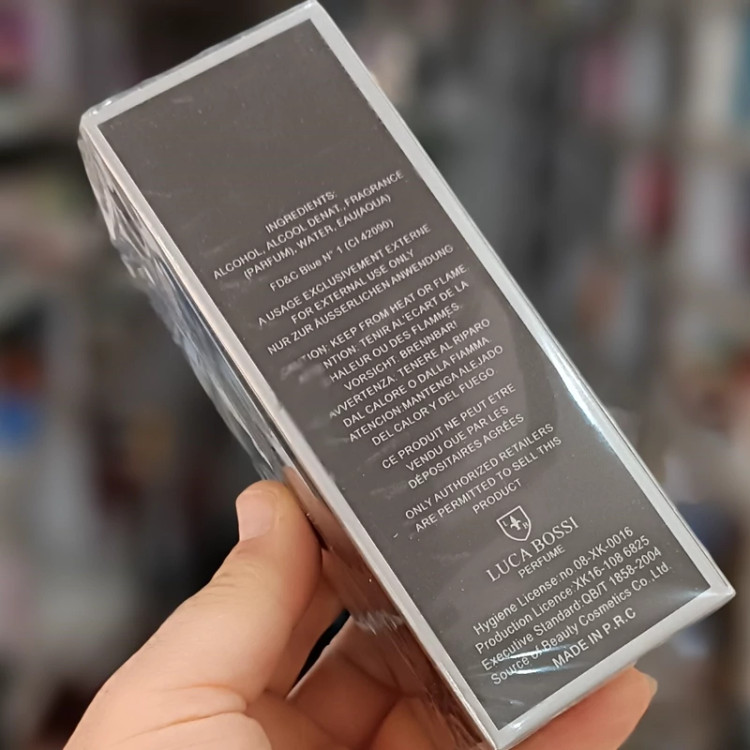 INGREDIENTS:
ALCOHOL, ALCOOL DENAT, FRAGRANCE
(PARFUM), WATER, EAU(AQUA)
FD&C Blue N° 1 (CI 42090)
A USAGE EXCLUSIVEMENT EXTERNE
FOR EXTERNAL USE ONLY
NUR ZUR ÄUSSERLICHEN ANWENDUNG
KEEP FROM HEAT OR FLAME.
TENIR AL'ECART DE LA
HALEUR OU DES FLAMMES.
VORSICHT. BRENNBAR!
AVVERTENZA. TENERE AL RIPARO
DAL CALORE O DALLA FIAMMA.
ATENCION-MANTENGÁ ALEJADO
DEL CALOR Y DEL FUEGO
CE PRODUIT NE PEUT ETRE
VENDU QUE PAR LES
DÉPOSITAIRES AGREÉS
ONLY AUTHORIZED RETAILERS
ARE PERMITTED TO SELL THIS
PRODUCT
LUCA BOSSI
PERFUME
Hygiene License:no.08-XK-0016
Production Licence:XK16-108 6825
Executive Standard:QB/T 1858-2004
Source of Beauty Cosmetics Co.,Ltd.
MADE IN P.R.C